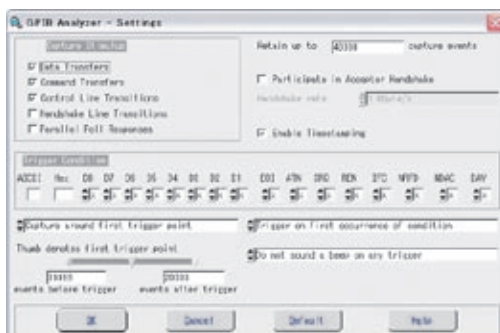 GPIB Analyzer - Settings
Capture
Retain up to capture events
Data Transfers
Command Transfers
Control Line Transitions
Handshake Line Transitions
Parallel Poll Responses
Participate in Acceptor Handshake
Handshake rate
Enable Timestamping
Trigger Condition
ASCII Hex D8 D7 D6 D5 D4 D3 D2 D1 EOI ATN SRQ REN IFC NRFD NDAC DAV
Capture around first trigger point
Trigger on first occurrence of condition
Thumb denotes first trigger point
Do not sound a beep on any trigger
events before trigger events after trigger
OK Cancel Default Help